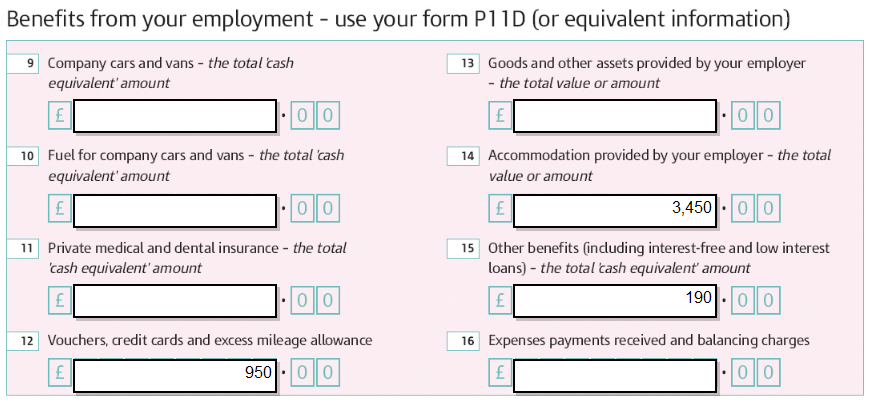 Benefits from your employment – use your form P11D (or equivalent information)
9 Company cars and vans – the total 'cash
equivalent' amount
£ . 0 0
10 Fuel for company cars and vans – the total 'cash
equivalent' amount
£ . 0 0
11 Private medical and dental insurance – the total
'cash equivalent' amount
£ . 0 0
12 Vouchers, credit cards and excess mileage allowance
£ 950 . 0 0
13 Goods and other assets provided by your employer
– the total value or amount
£ . 0 0
14 Accommodation provided by your employer – the total
value or amount
£ 3,450 . 0 0
15 Other benefits (including interest-free and low interest
loans) – the total 'cash equivalent' amount
£ 190 . 0 0
16 Expenses payments received and balancing charges
£ . 0 0